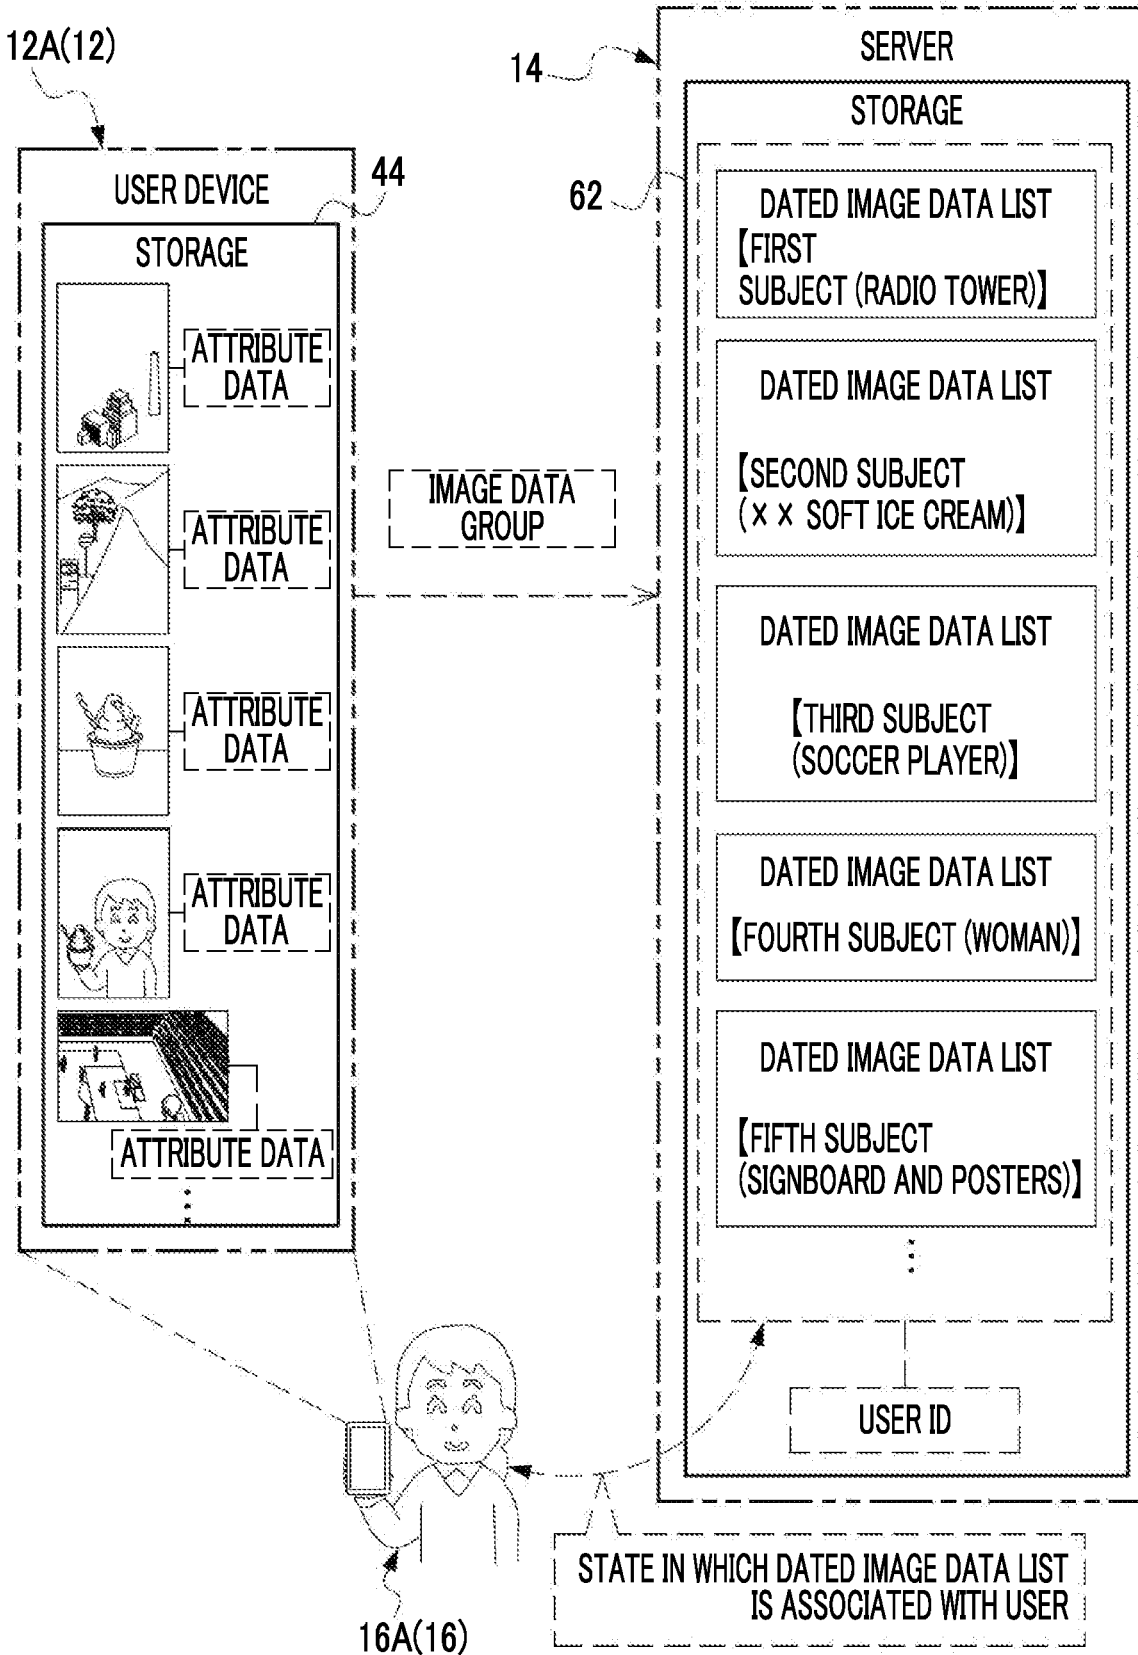 12A(12)
USER DEVICE
44
STORAGE
ATTRIBUTE
DATA
ATTRIBUTE
DATA
ATTRIBUTE
DATA
ATTRIBUTE
DATA
ATTRIBUTE DATA
IMAGE DATA
GROUP
14
SERVER
STORAGE
62
DATED IMAGE DATA LIST
【FIRST
SUBJECT (RADIO TOWER)】
DATED IMAGE DATA LIST
【SECOND SUBJECT
(×× SOFT ICE CREAM)】
DATED IMAGE DATA LIST
【THIRD SUBJECT
(SOCCER PLAYER)】
DATED IMAGE DATA LIST
【FOURTH SUBJECT (WOMAN)】
DATED IMAGE DATA LIST
【FIFTH SUBJECT
(SIGNBOARD AND POSTERS)】
USER ID
STATE IN WHICH DATED IMAGE DATA LIST
IS ASSOCIATED WITH USER
16A(16)